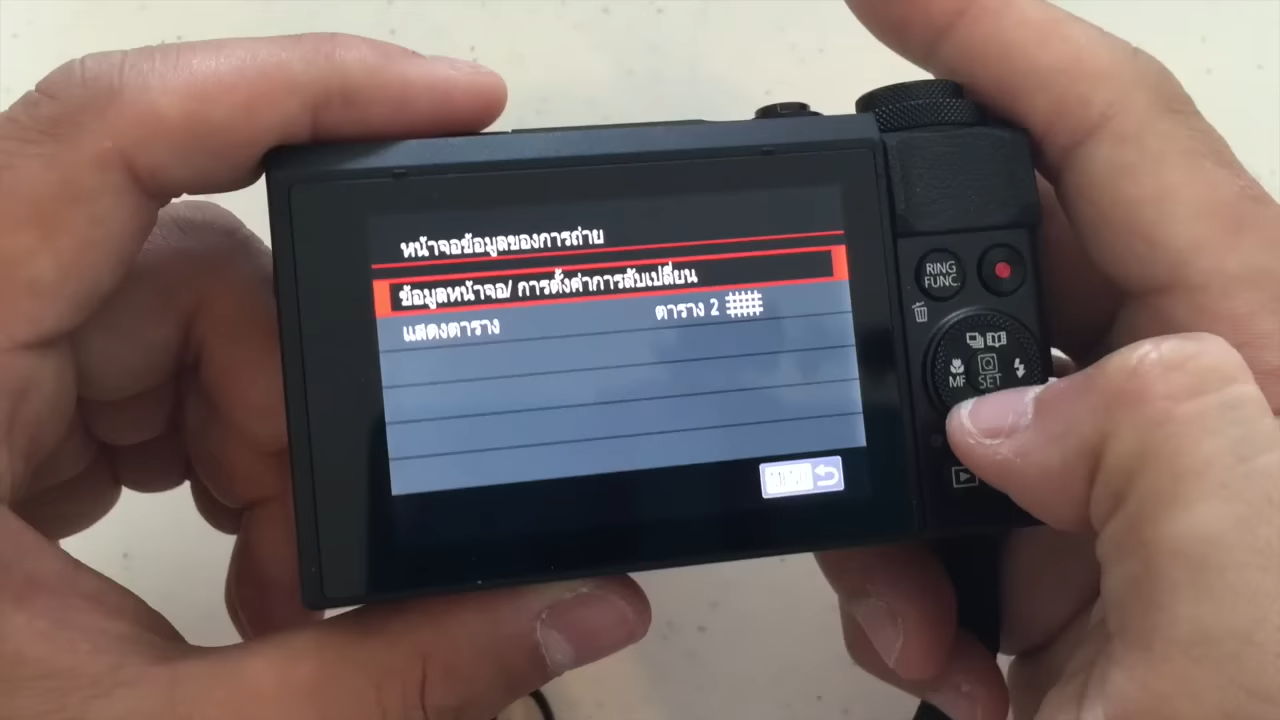 หน้าจอข้อมูลของการถ่าย
ข้อมูลหน้าจอ/ การตั้งค่าการสับเปลี่ยน
แสดงตาราง ตาราง 2
RING
FUNC.
MF
Q
SET